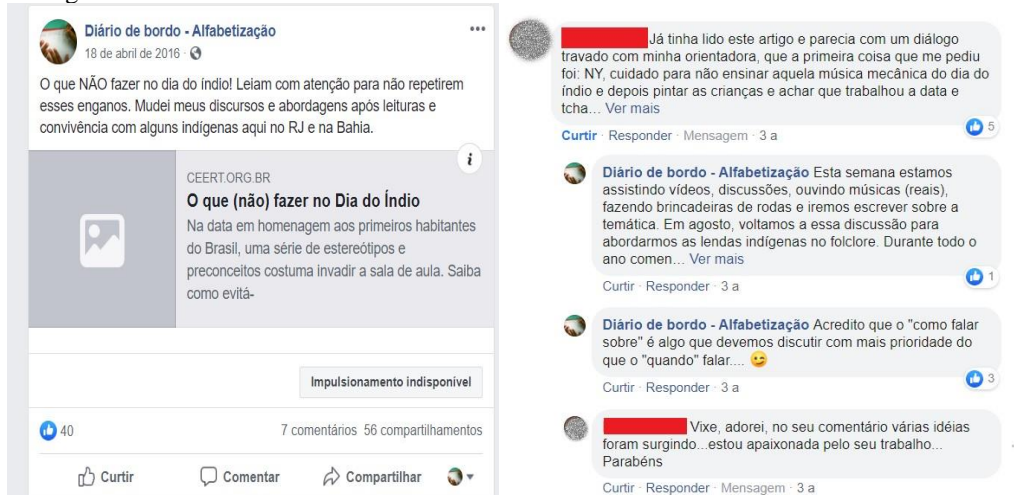 Diário de bordo - Alfabetização
18 de abril de 2016 ·
O que NÃO fazer no dia do índio! Leiam com atenção para não repetirem
esses enganos. Mudei meus discursos e abordagens após leituras e
convivência com alguns indígenas aqui no RJ e na Bahia.
i
CEERT.ORG.BR
O que (não) fazer no Dia do Índio
Na data em homenagem aos primeiros habitantes
do Brasil, uma série de estereótipos e
preconceitos costuma invadir a sala de aula. Saiba
como evitá-
Impulsionamento indisponível
40
7 comentários 56 compartilhamentos
Curtir Comentar Compartilhar
Já tinha lido este artigo e parecia com um diálogo
travado com minha orientadora, que a primeira coisa que me pediu
foi: NY, cuidado para não ensinar aquela música mecânica do dia do
índio e depois pintar as crianças e achar que trabalhou a data e
tcha... Ver mais
5
Curtir · Responder · Mensagem · 3 a
Diário de bordo - Alfabetização Esta semana estamos
assistindo vídeos, discussões, ouvindo músicas (reais),
fazendo brincadeiras de rodas e iremos escrever sobre a
temática. Em agosto, voltamos a essa discussão para
abordarmos as lendas indígenas no folclore. Durante todo o
ano comen... Ver mais
1
Curtir · Responder · 3 a
Diário de bordo - Alfabetização Acredito que o "como falar
sobre" é algo que devemos discutir com mais prioridade do
que o "quando" falar.... 😉
3
Curtir · Responder · 3 a
Vixe, adorei, no seu comentário várias idéias
foram surgindo...estou apaixonada pelo seu trabalho...
Parabéns
Curtir · Responder · Mensagem · 3 a